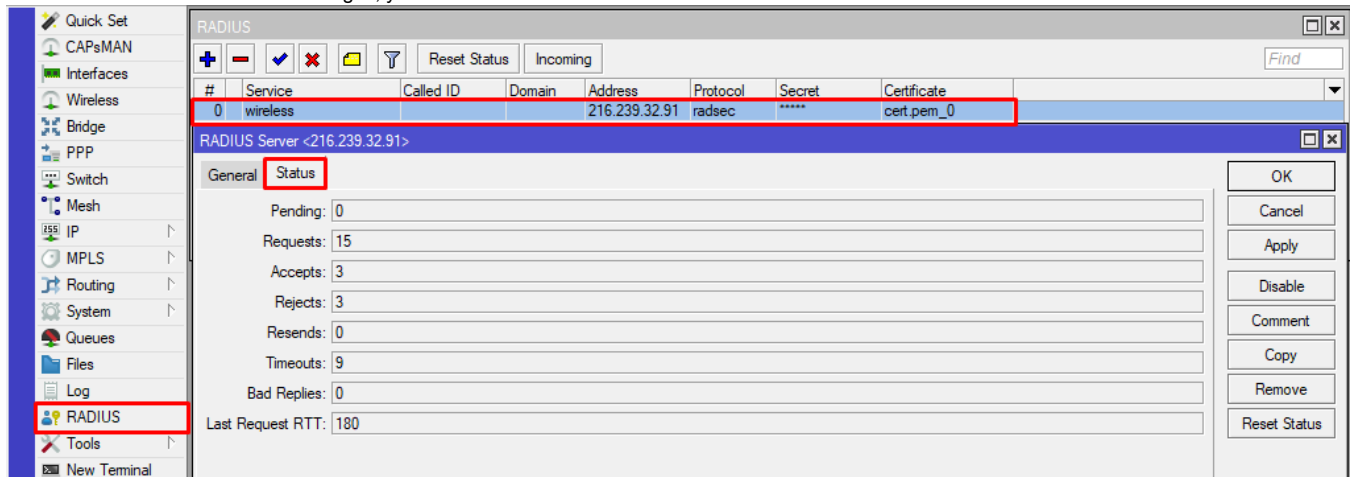 Quick Set
CAPsMAN
Interfaces
Wireless
Bridge
PPP
Switch
Mesh
255 IP
MPLS
Routing
System
Queues
Files
Log
RADIUS
Tools
New Terminal
RADIUS
Reset Status Incoming Find
# Service Called ID Domain Address Protocol Secret Certificate
0 wireless 216.239.32.91 radsec ***** cert.pem_0
RADIUS Server <216.239.32.91>
General Status
Pending: 0
Requests: 15
Accepts: 3
Rejects: 3
Resends: 0
Timeouts: 9
Bad Replies: 0
Last Request RTT: 180
OK
Cancel
Apply
Disable
Comment
Copy
Remove
Reset Status